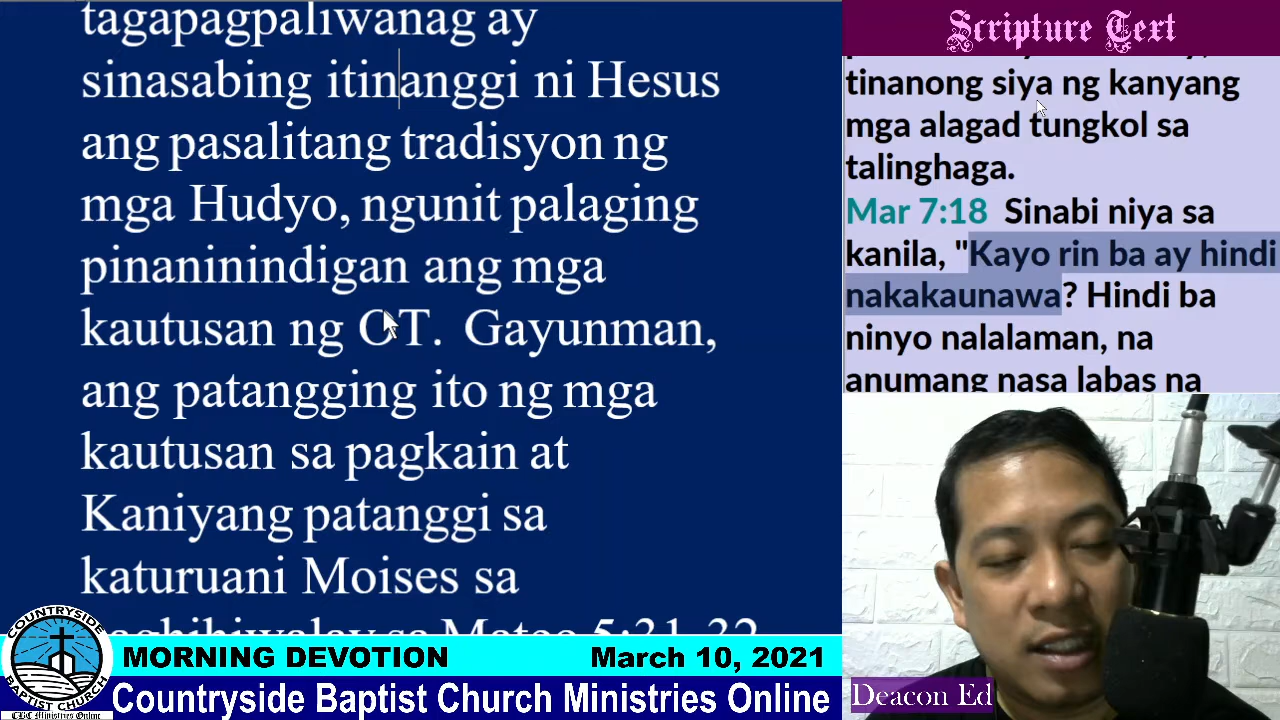 tagapagpaliwanag ay
sinasabing itinanggi ni Hesus
ang pasalitang tradisyon ng
mga Hudyo, ngunit palaging
pinaninindigan ang mga
kautusan ng OT. Gayunman,
ang patangging ito ng mga
kautusan sa pagkain at
Kaniyang patanggi sa
katuruani Moises sa
Scripture Text
tinanong siya ng kanyang
mga alagad tungkol sa
talinghaga.
Mar 7:18 Sinabi niya sa
kanila, "Kayo rin ba ay hindi
nakakaunawa? Hindi ba
ninyo nalalaman, na
anumang nasa labas na
COUNTRYSIDE
BAPTIST CHURCH
CBC Ministries Online
MORNING DEVOTION March 10, 2021
Countryside Baptist Church Ministries Online
Deacon Ed